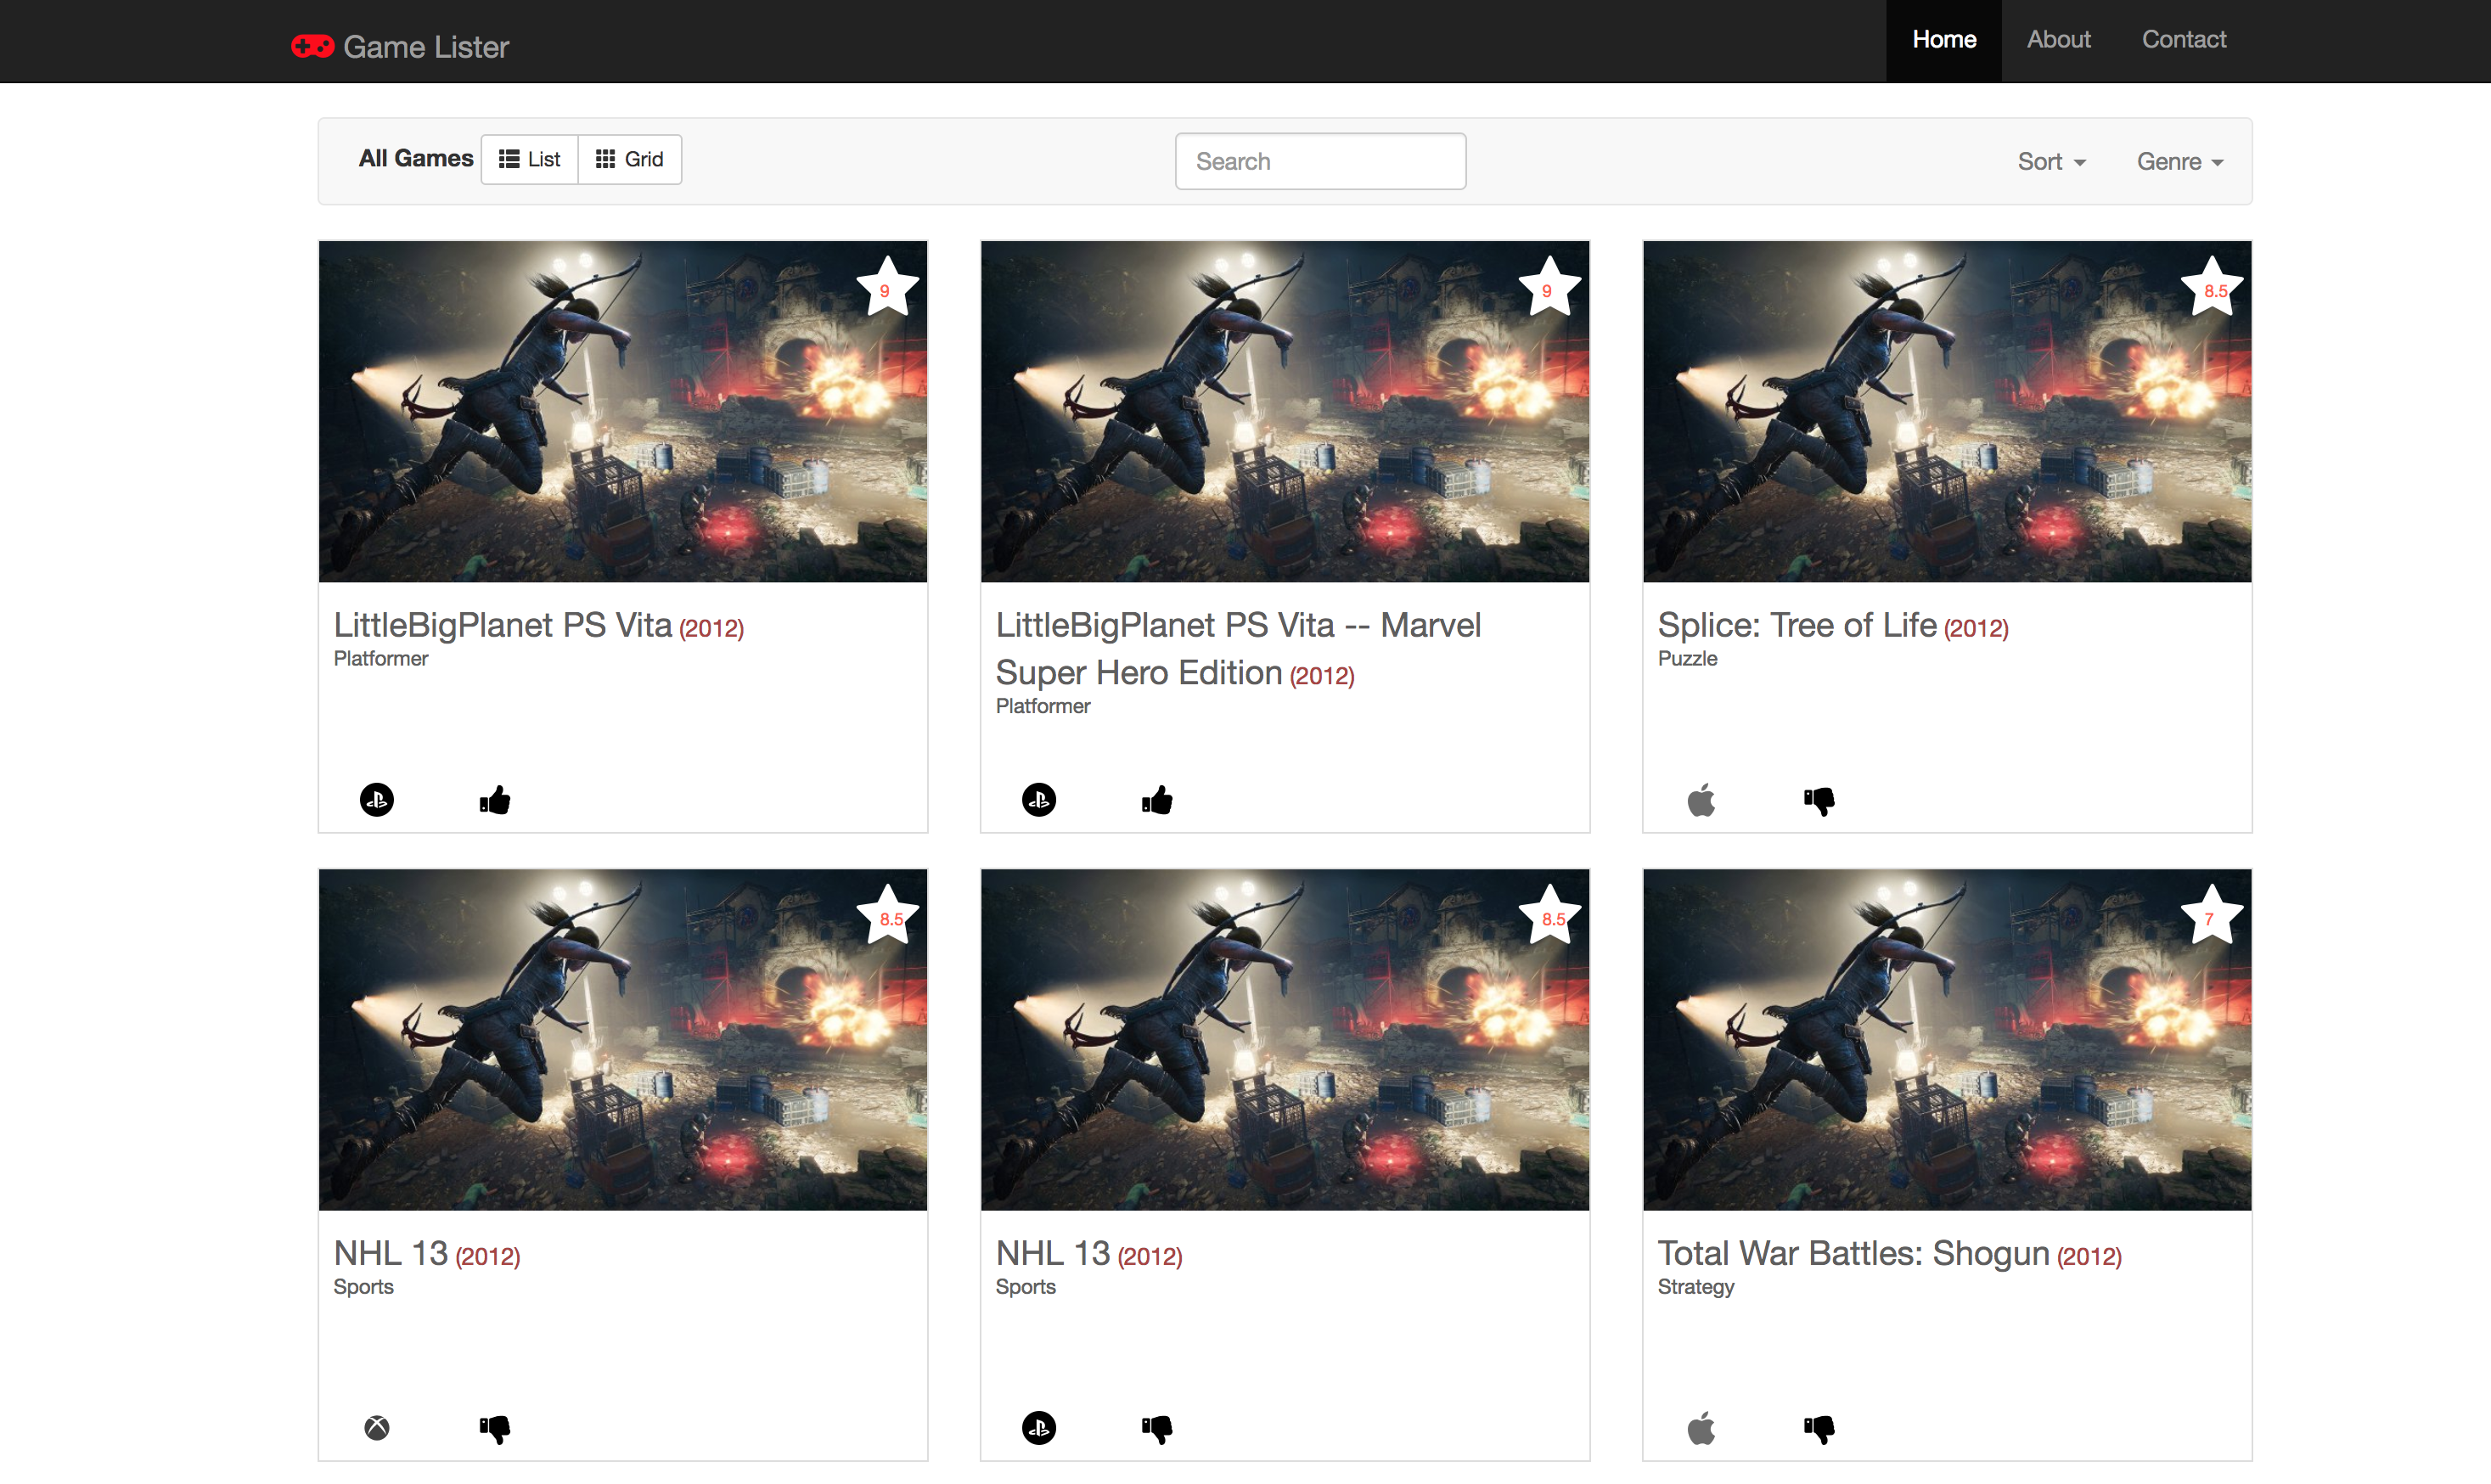 Game Lister
Home About Contact
All Games List Grid Search Sort Genre
9
9
8.5
LittleBigPlanet PS Vita (2012)
Platformer
LittleBigPlanet PS Vita -- Marvel
Super Hero Edition (2012)
Platformer
Splice: Tree of Life (2012)
Puzzle
8.5
8.5
7
NHL 13 (2012)
Sports
NHL 13 (2012)
Sports
Total War Battles: Shogun (2012)
Strategy